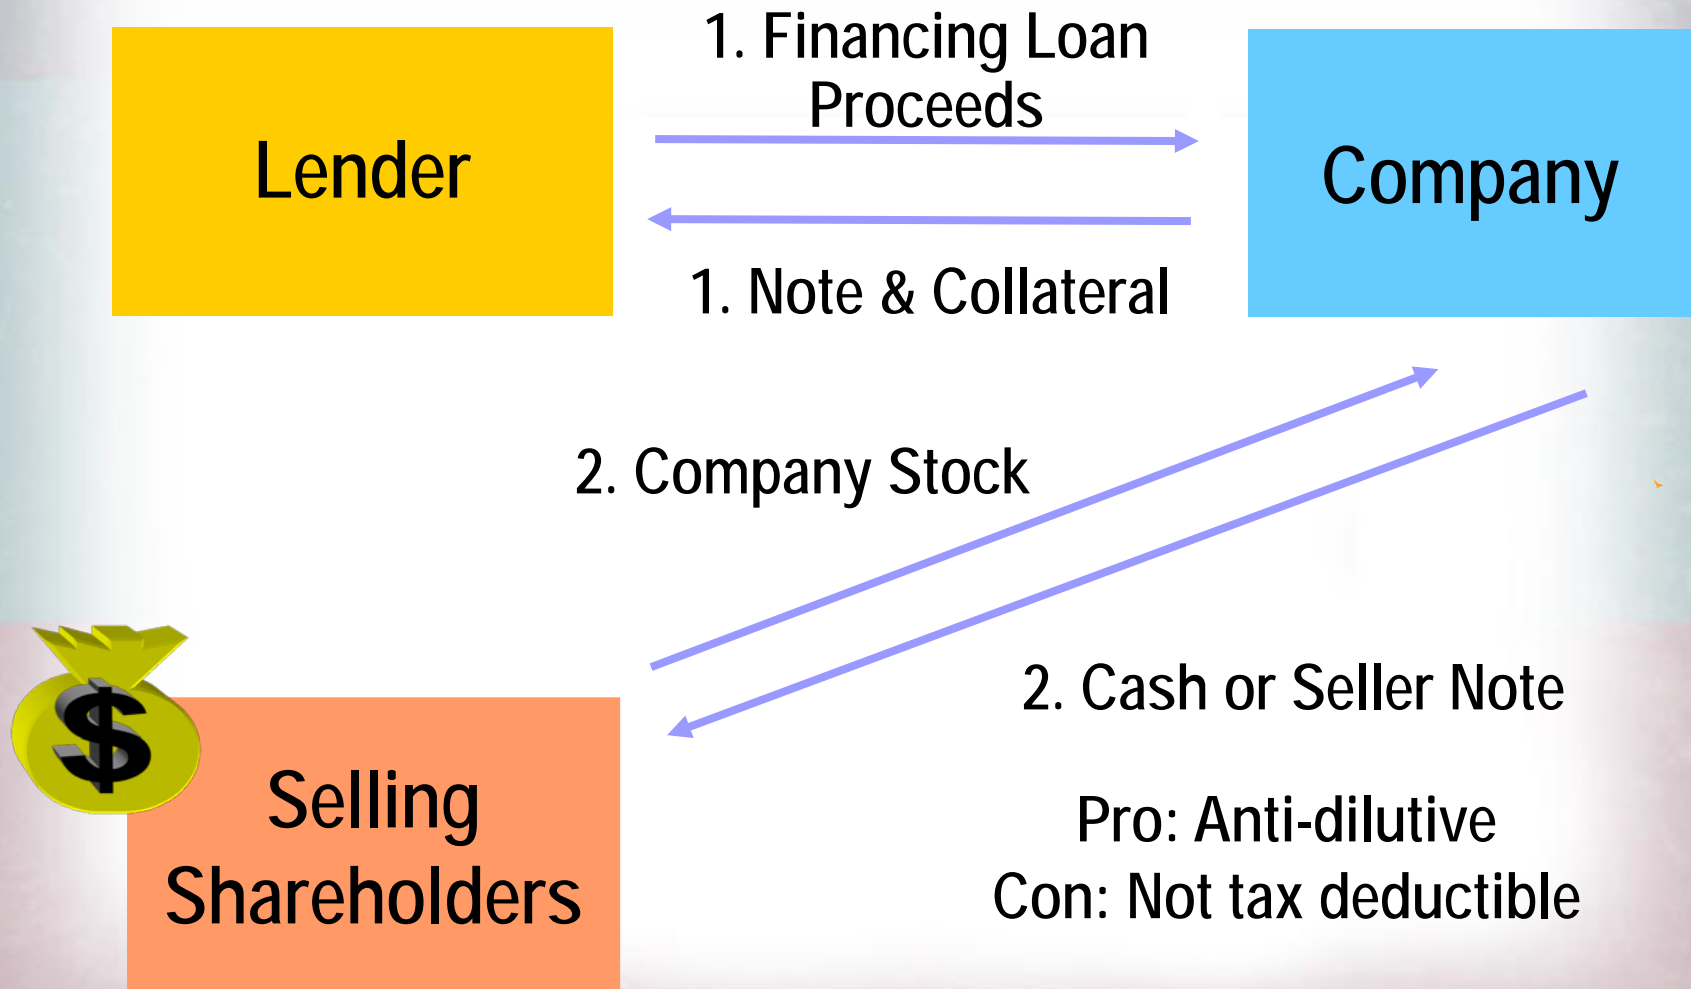 1. Financing Loan
Proceeds
Lender
Company
1. Note & Collateral
2. Company Stock
2. Cash or Seller Note
$
Selling
Shareholders
Pro: Anti-dilutive
Con: Not tax deductible